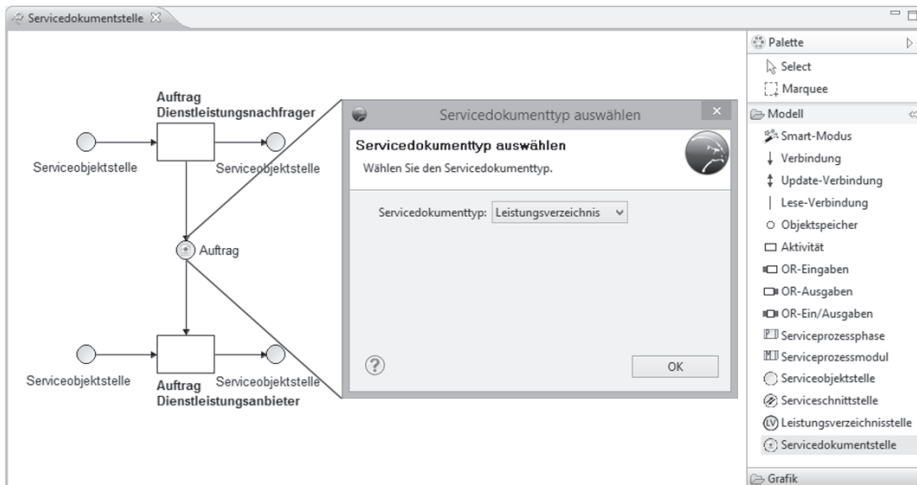 Servicedokumentstelle
Auftrag
Dienstleistungsnachfrager
Serviceobjektstelle
Serviceobjektstelle
Auftrag
Serviceobjektstelle
Serviceobjektstelle
Auftrag
Dienstleistungsanbieter
Servicedokumenttyp auswählen
Servicedokumenttyp auswählen
Wählen Sie den Servicedokumenttyp.
Servicedokumenttyp: Leistungsverzeichnis
?
OK
Palette
Select
Marquee
Modell
Smart-Modus
Verbindung
Update-Verbindung
Lese-Verbindung
Objektspeicher
Aktivität
OR-Eingaben
OR-Ausgaben
OR-Ein/Ausgaben
P Serviceprozessphase
M Serviceprozessmodul
Serviceobjektstelle
Serviceschnittstelle
LV Leistungsverzeichnisstelle
Servicedokumentstelle
Grafik